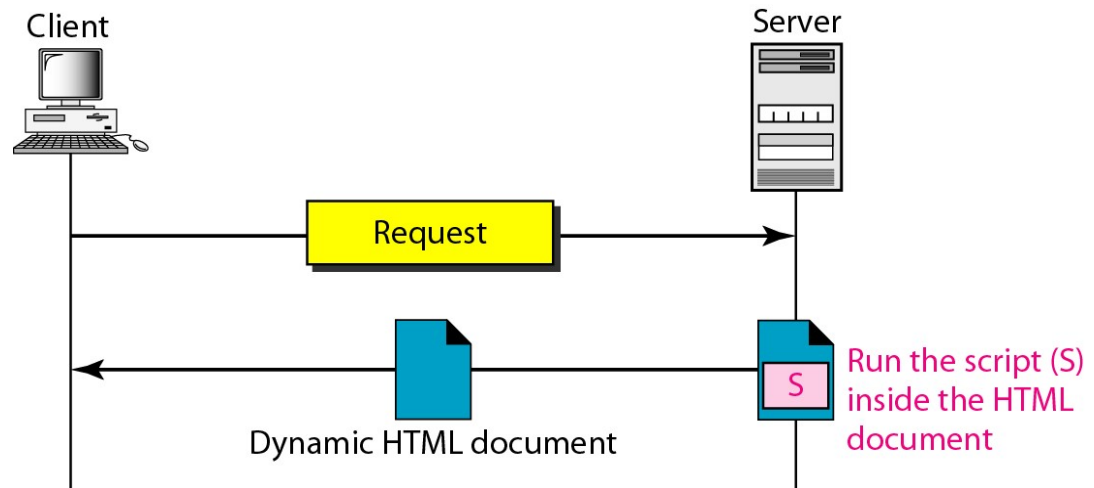 Client
Server
Request
S
Run the script (S)
inside the HTML
document
Dynamic HTML document